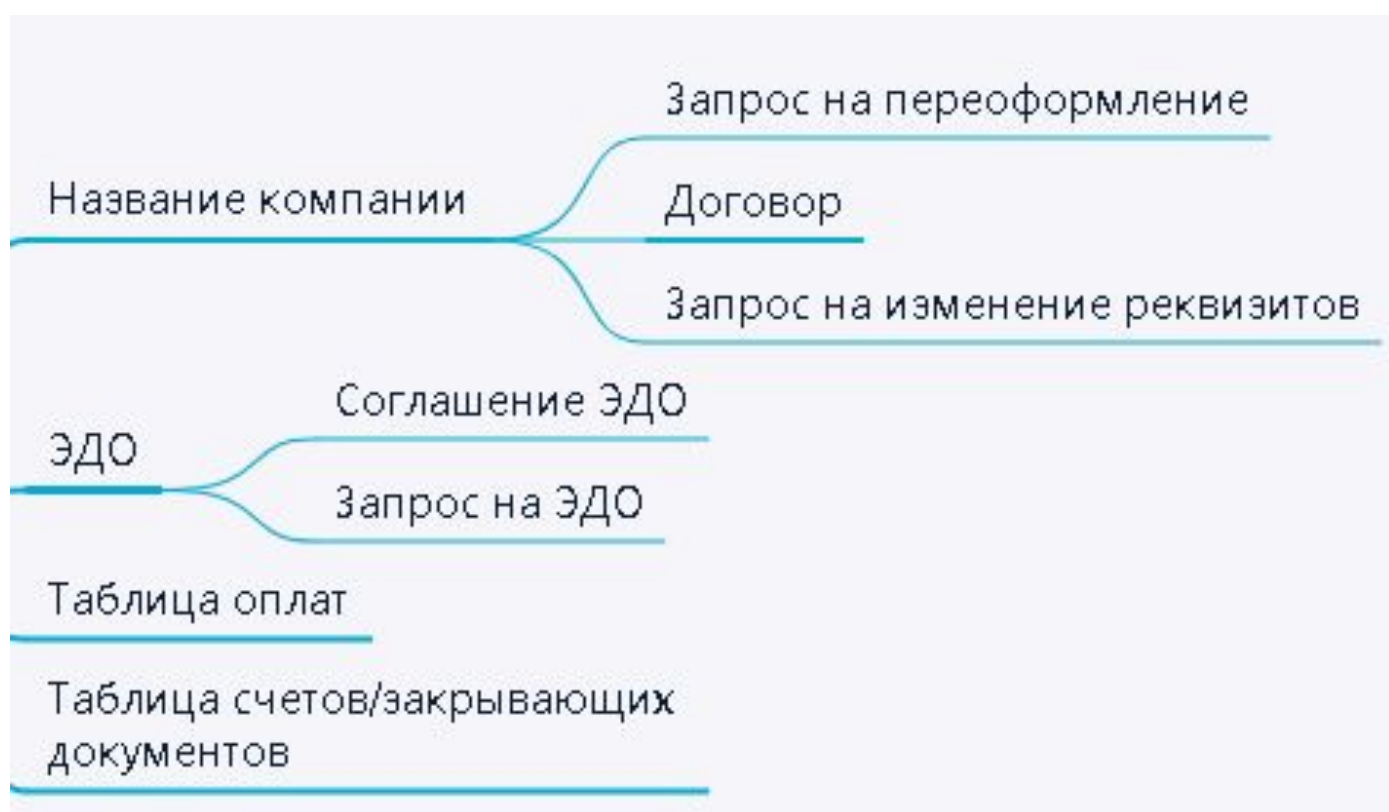 Запрос на переоформление
Название компании
Договор
Запрос на изменение реквизитов
Соглашение ЭДО
ЭДО
Запрос на ЭДО
Таблица оплат
Таблица счетов/закрывающих
документов